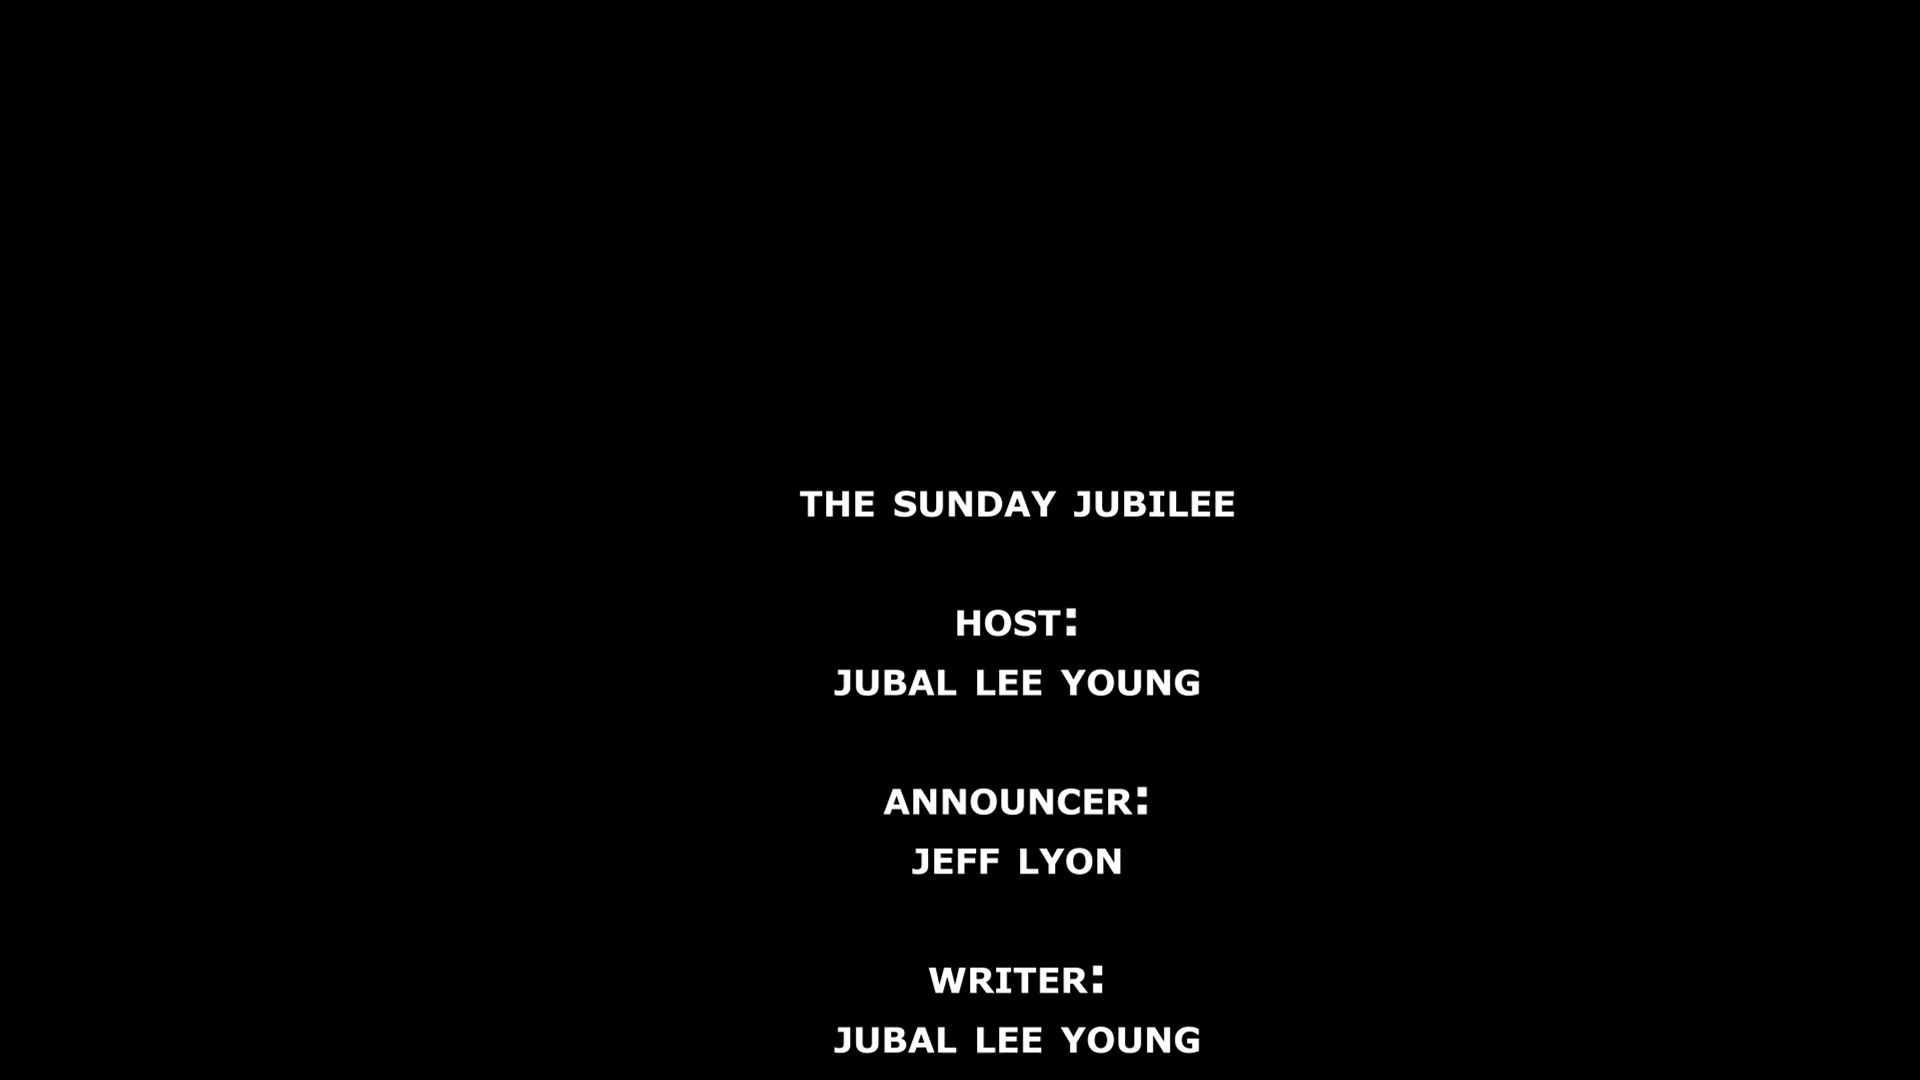 THE SUNDAY JUBILEE
HOST:
JUBAL LEE YOUNG
ANNOUNCER:
JEFF LYON
WRITER:
JUBAL LEE YOUNG